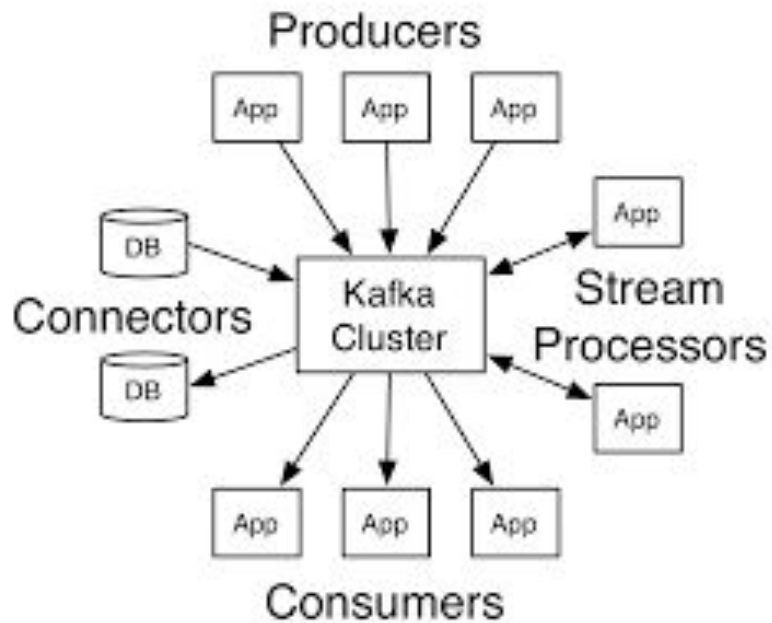 Producers
App
App
App
App
DB
Kafka
Cluster
Stream
Processors
Connectors
DB
App
App
App
App
Consumers